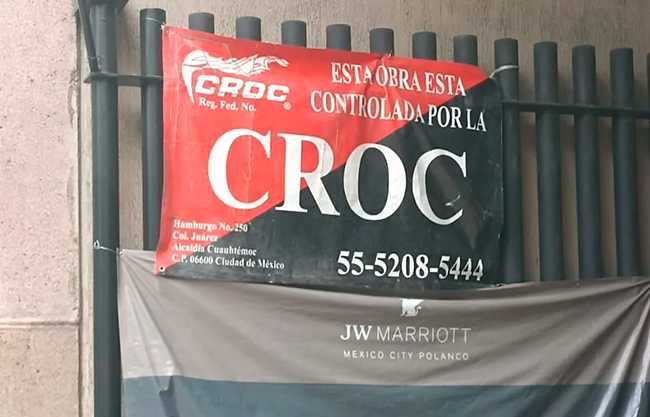 CROC
Reg. Fed. No.
®
ESTA OBRA ESTA
CONTROLADA POR LA
CROC
Hamburgo No. 250
Col. Juárez
Alcaldía Cuauhtémoc
C.P. 06600 Ciudad de México
55-5208-5444
JW MARRIOTT
MEXICO CITY POLANCO